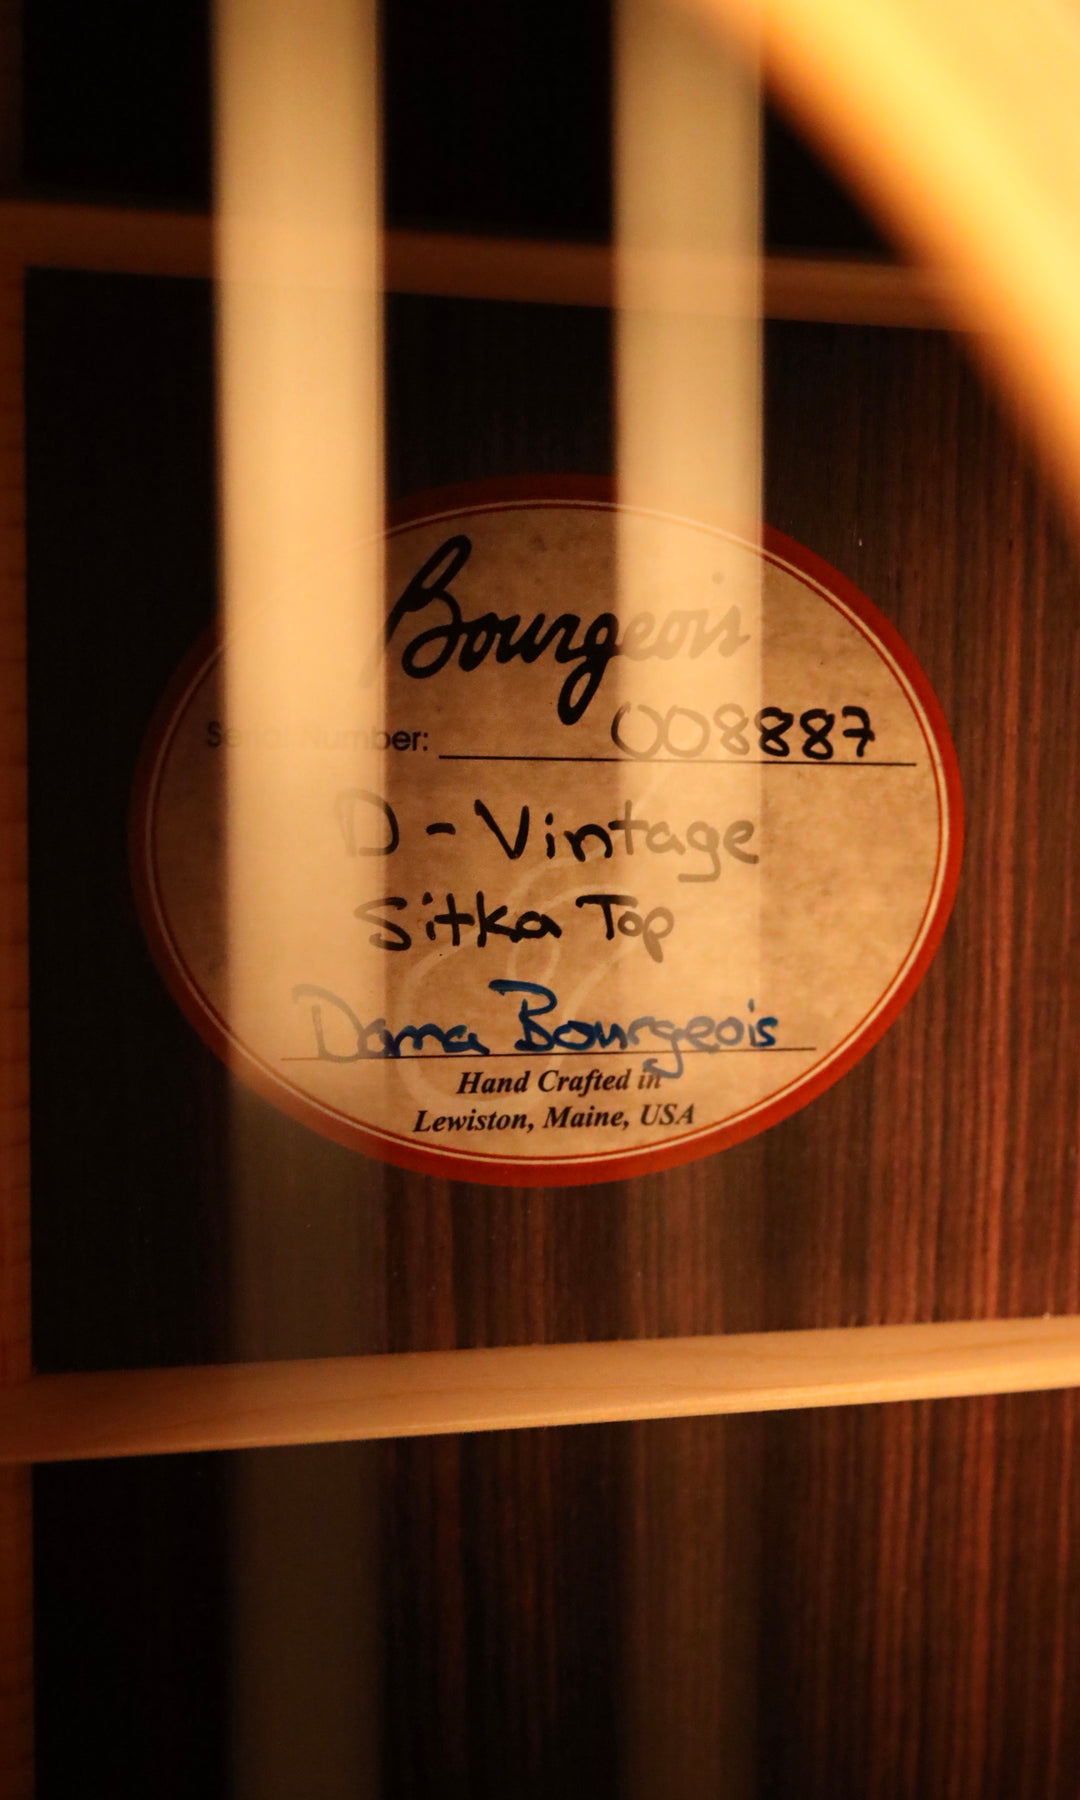 Bourgeois
Serial Number: 008887
D - Vintage
Sitka Top
Dana Bourgeois
Hand Crafted in
Lewiston, Maine, USA